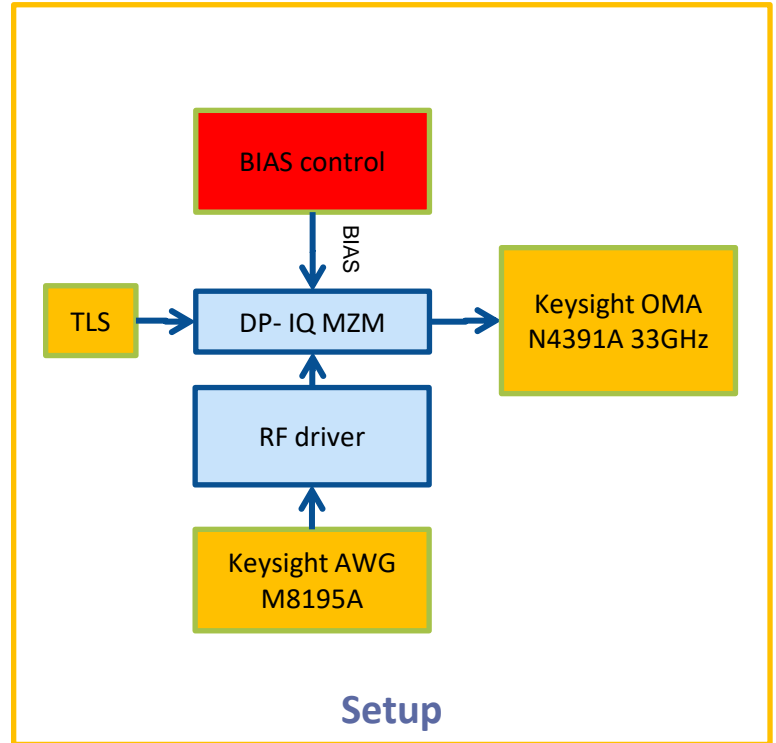 BIAS control
BIAS
TLS
DP- IQ MZM
Keysight OMA
N4391A 33GHz
RF driver
Keysight AWG
M8195A
Setup